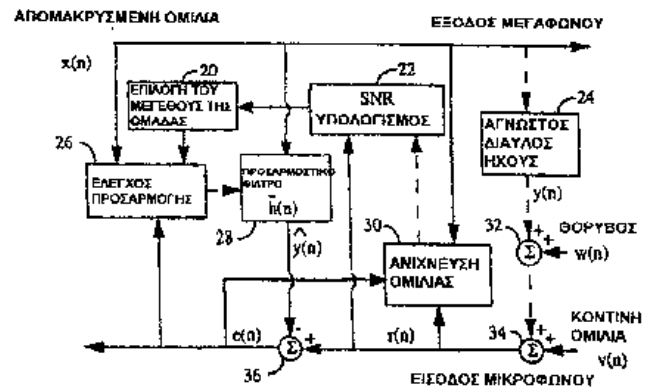 ΑΠΟΜΑΚΡΥΣΜΕΝΗ ΟΜΙΛΙΑ
ΕΞΟΔΟΣ ΜΕΓΑΦΩΝΟΥ
x(n)
20
ΕΠΙΛΟΓΗ ΤΟΥ
ΜΕΓΕΘΟΥΣ ΤΗΣ
ΟΜΑΔΑΣ
22
SNR
ΥΠΟΛΟΓΙΣΜΟΣ
24
ΑΓΝΩΣΤΟΣ
ΔΙΑΥΛΟΣ
ΗΧΟΥΣ
26
ΕΛΕΓΧΟΣ
ΠΡΟΣΑΡΜΟΓΗΣ
ΠΡΟΣΑΡΜΟΣΤΙΚΟ
ΦΙΛΤΡΟ
h(n)
28
ŷ(n)
30
ΑΝΙΧΝΕΥΣΗ
ΟΜΙΛΙΑΣ
y(n)
32
+
+
Σ
ΘΟΡΥΒΟΣ
w(n)
e(n)
-
+
Σ
36
r(n)
34
+
+
Σ
ΚΟΝΤΙΝΗ
ΟΜΙΛΙΑ
v(n)
ΕΙΣΟΔΟΣ ΜΙΚΡΟΦΩΝΟΥ